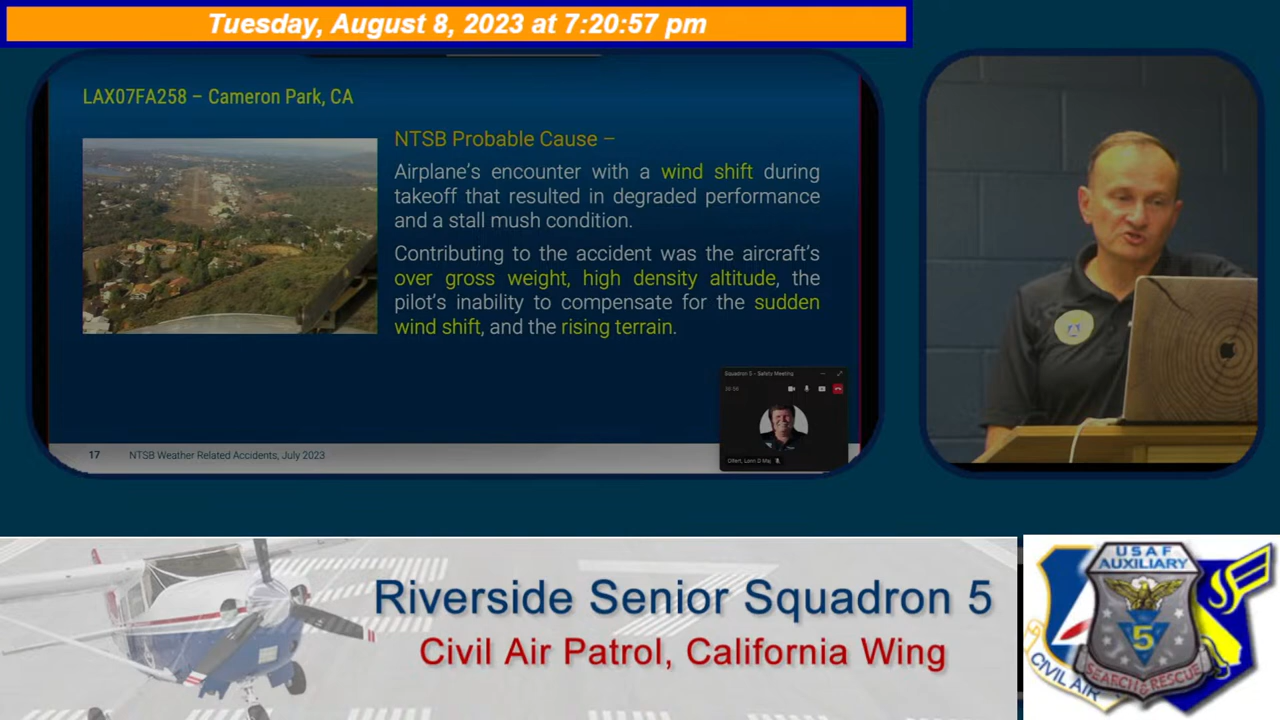 Tuesday, August 8, 2023 at 7:20:57 pm
LAX07FA258 – Cameron Park, CA
NTSB Probable Cause –
Airplane's encounter with a wind shift during
takeoff that resulted in degraded performance
and a stall mush condition.
Contributing to the accident was the aircraft's
over gross weight, high density altitude, the
pilot's inability to compensate for the sudden
wind shift, and the rising terrain.
Squadron 5 - Safety Meeting
Olfert, Lonn D Maj
17 NTSB Weather Related Accidents, July 2023
Riverside Senior Squadron 5
Civil Air Patrol, California Wing
USAF
AUXILIARY
5
SEARCH & RESCUE
CIVIL AIR